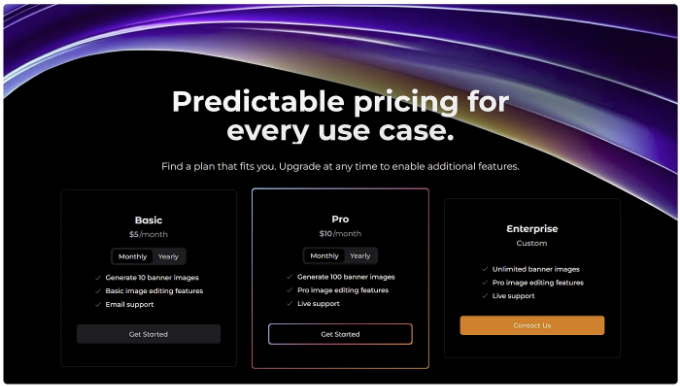 Predictable pricing for
every use case.
Find a plan that fits you. Upgrade at any time to enable additional features.
Basic
$5/month
Monthly Yearly
Generate 10 banner images
Basic image editing features
Email support
Get Started
Pro
$10/month
Monthly Yearly
Generate 100 banner images
Pro image editing features
Live support
Get Started
Enterprise
Custom
Unlimited banner images
Pro image editing features
Live support
Contact Us